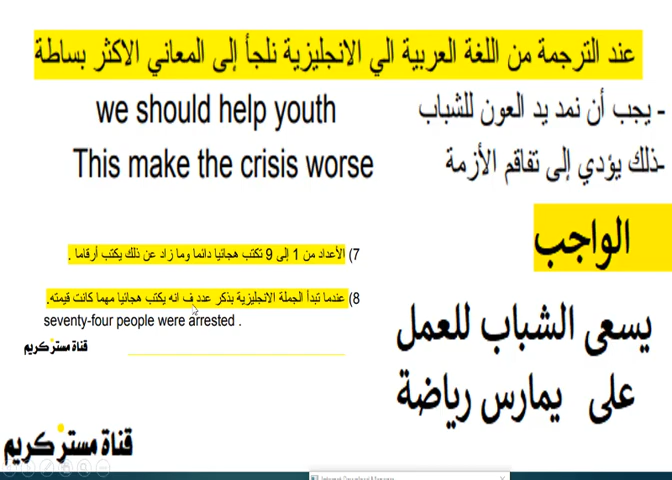 عند الترجمة من اللغة العربية الي الانجليزية نلجأ إلى المعاني الاكثر بساطة
- يجب أن نمد يد العون للشباب
we should help youth
-ذلك يؤدي إلى تفاقم الأزمة
This make the crisis worse
الواجب
يسعى الشباب للعمل
على يمارس رياضة
7) الأعداد من 1 إلى 9 تكتب هجائيا دائما وما زاد عن ذلك يكتب أرقاما .
8) عندما تبدأ الجملة الانجليزية بذكر عدد ف انه يكتب هجائيا مهما كانت قيمته.
seventy-four people were arrested .
قناة مستر كريم
قناة مستر كريم